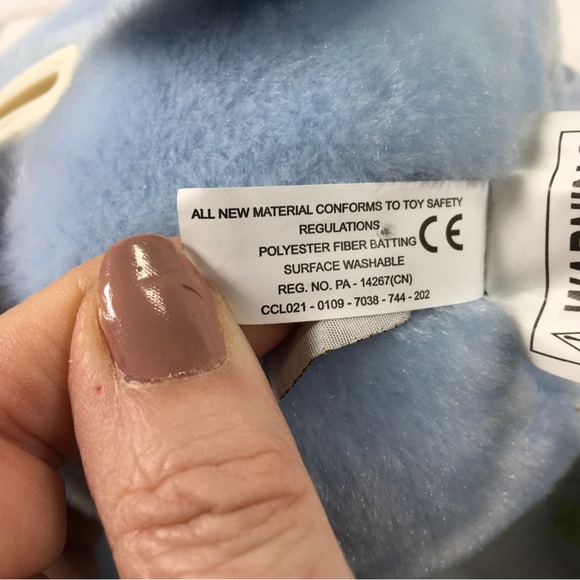 ALL NEW MATERIAL CONFORMS TO TOY SAFETY
REGULATIONS
POLYESTER FIBER BATTING
CE
SURFACE WASHABLE
REG. NO. PA - 14267(CN)
CCL021 - 0109 - 7038 - 744 - 202
WARNING